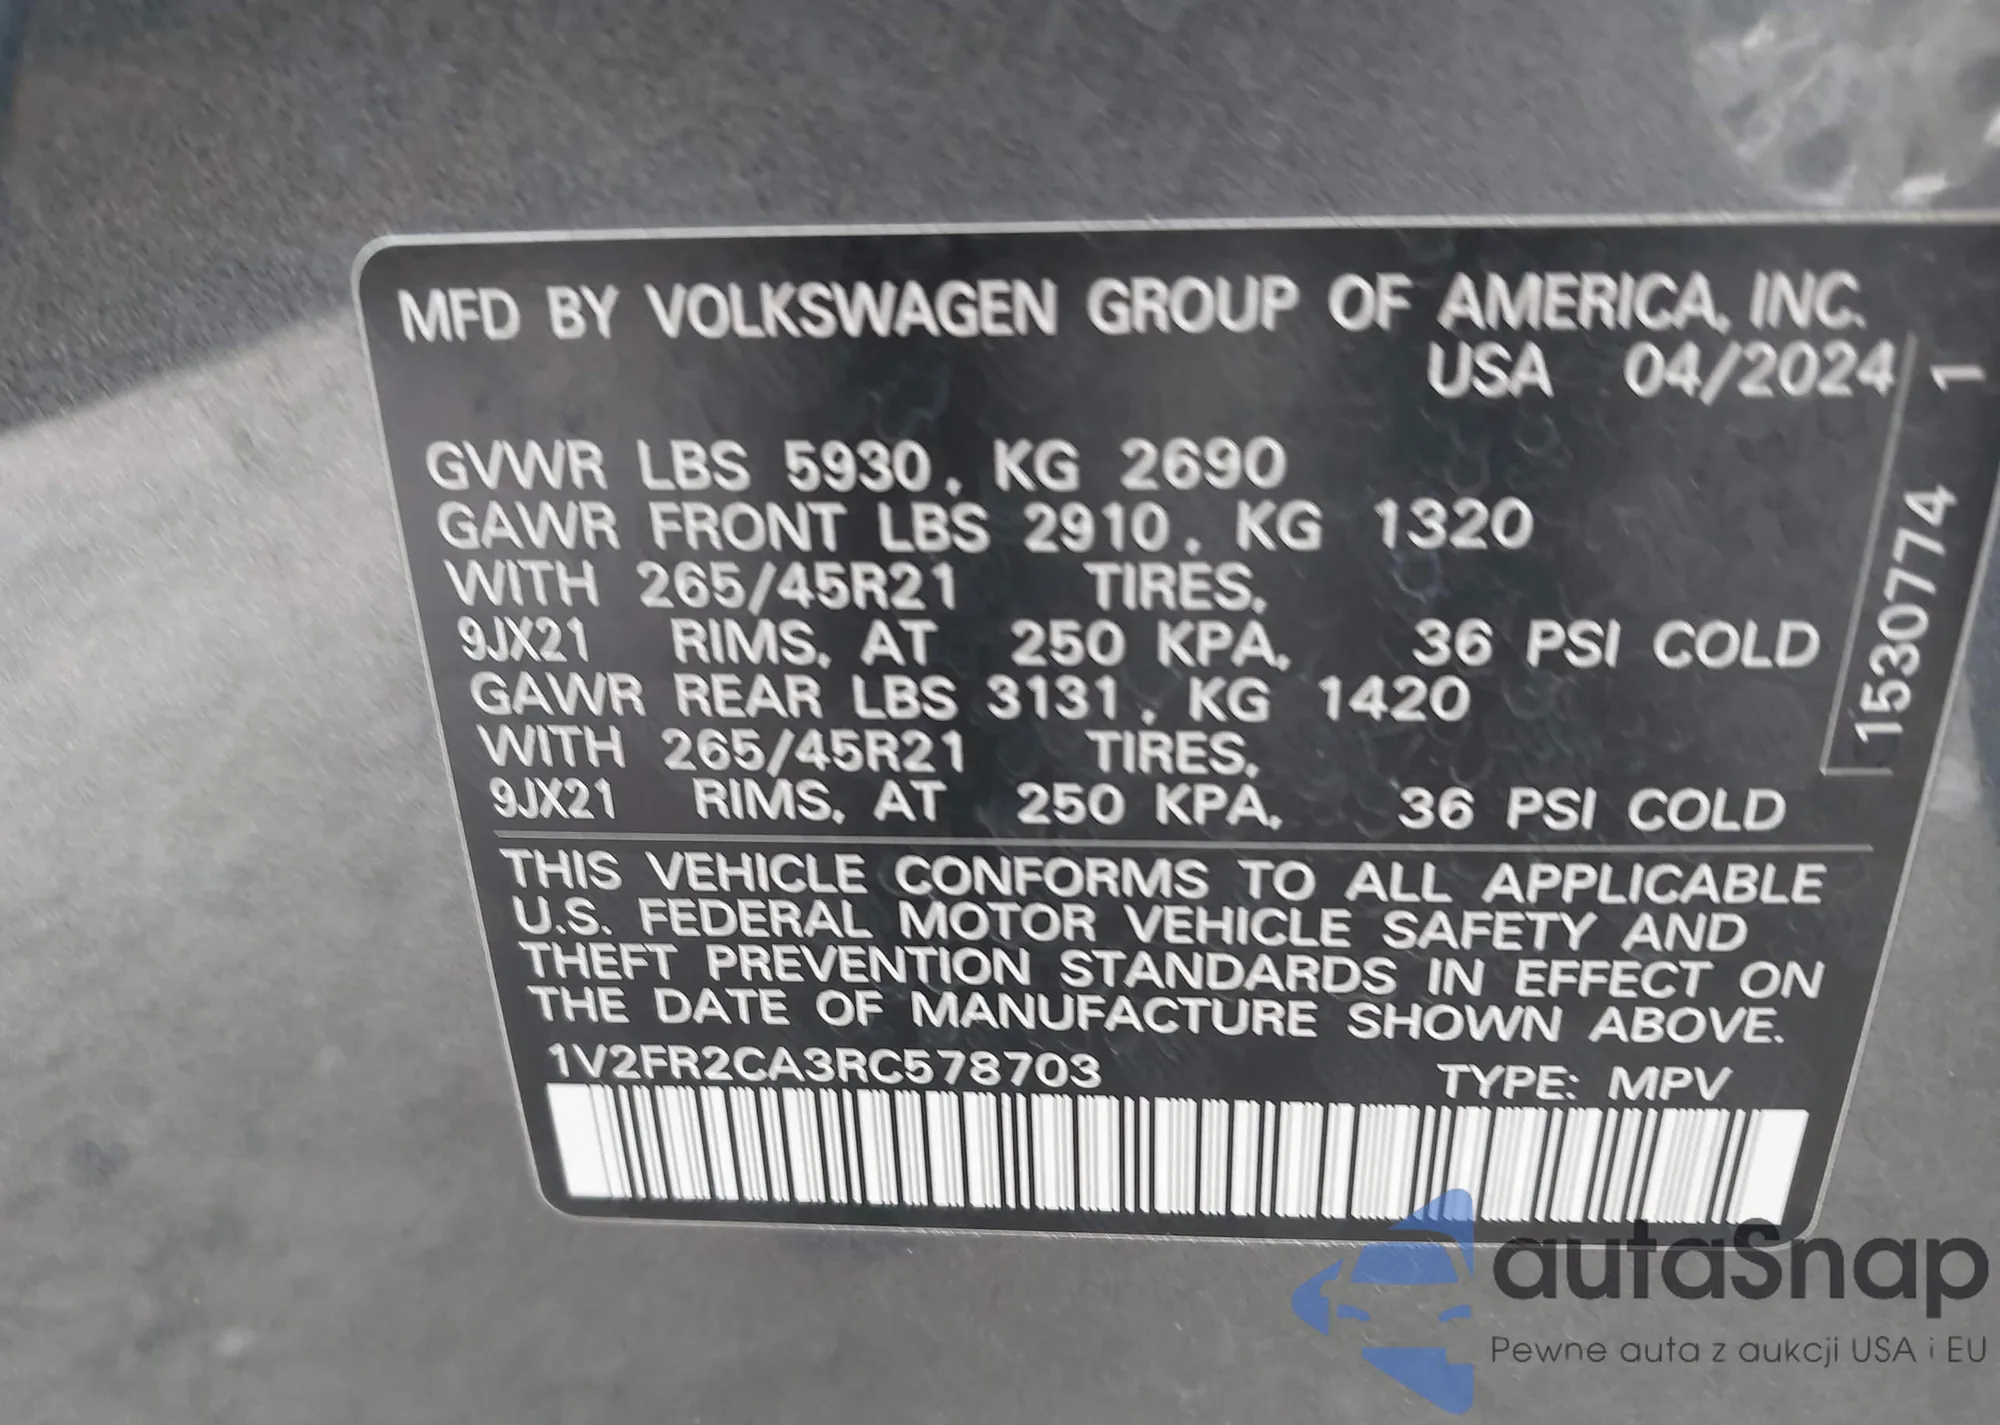 MFD BY VOLKSWAGEN GROUP OF AMERICA, INC.
USA 04/2024
GVWR LBS 5930, KG 2690
GAWR FRONT LBS 2910, KG 1320
WITH 265/45R21 TIRES,
9JX21 RIMS, AT 250 KPA, 36 PSI COLD
GAWR REAR LBS 3131, KG 1420
WITH 265/45R21 TIRES,
9JX21 RIMS, AT 250 KPA, 36 PSI COLD
THIS VEHICLE CONFORMS TO ALL APPLICABLE
U.S. FEDERAL MOTOR VEHICLE SAFETY AND
THEFT PREVENTION STANDARDS IN EFFECT ON
THE DATE OF MANUFACTURE SHOWN ABOVE.
1V2FR2CA3RC578703 TYPE: MPV
1530774 1
autaSnap
Pewne auta z aukcji USA i EU